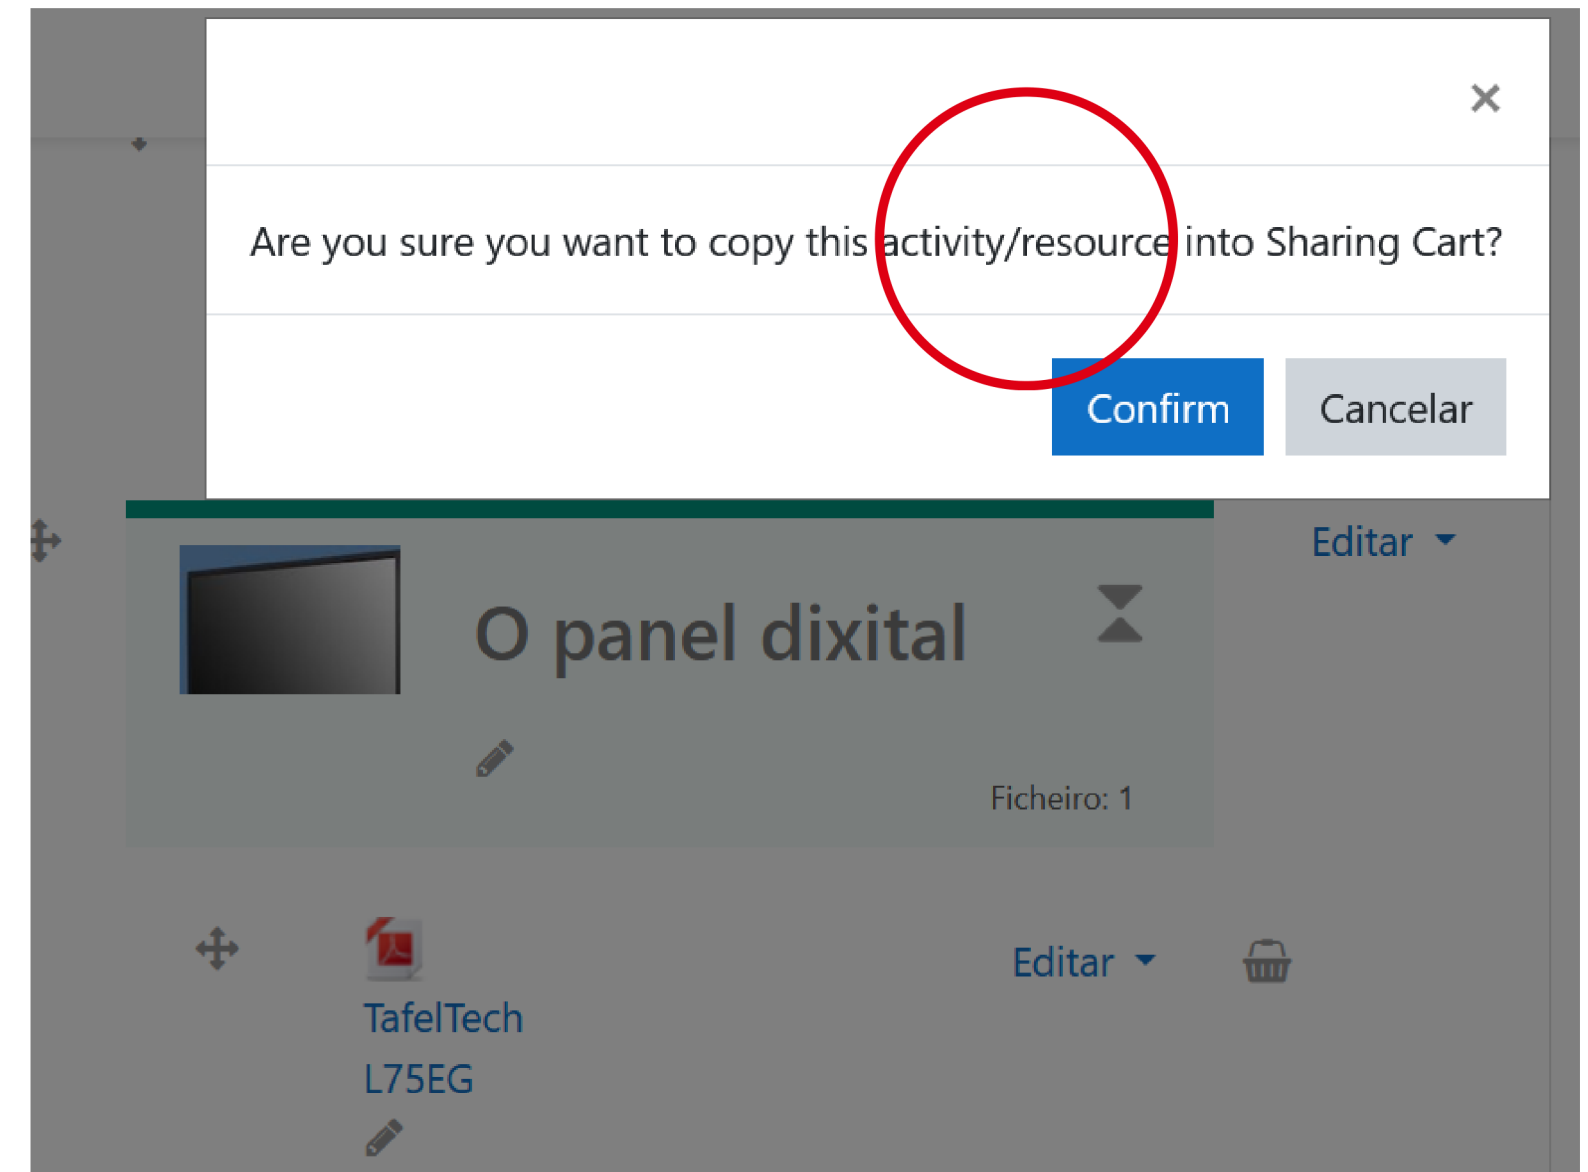 ×
Are you sure you want to copy this activity/resource into Sharing Cart?
Confirm Cancelar
Editar
O panel dixital
Ficheiro: 1
Editar
TafelTech
L75EG